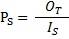 P_S = O_T / I_S